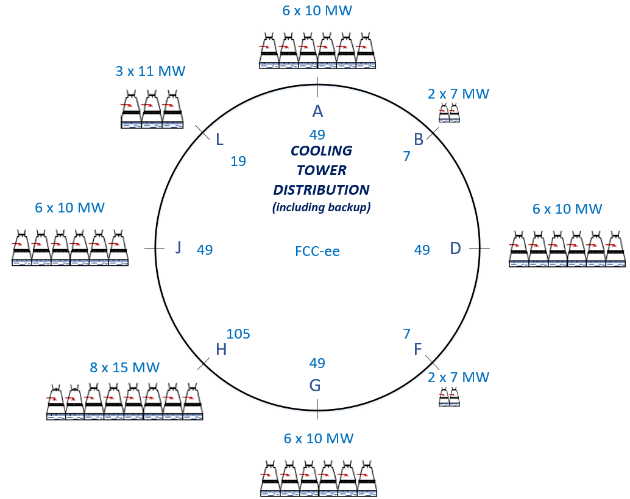 6 x 10 MW
3 x 11 MW
2 x 7 MW
A
L
B
49
19
7
COOLING
TOWER
DISTRIBUTION
(including backup)
6 x 10 MW
6 x 10 MW
J
49
FCC-ee
49
D
105
7
H
F
49
G
8 x 15 MW
2 x 7 MW
6 x 10 MW